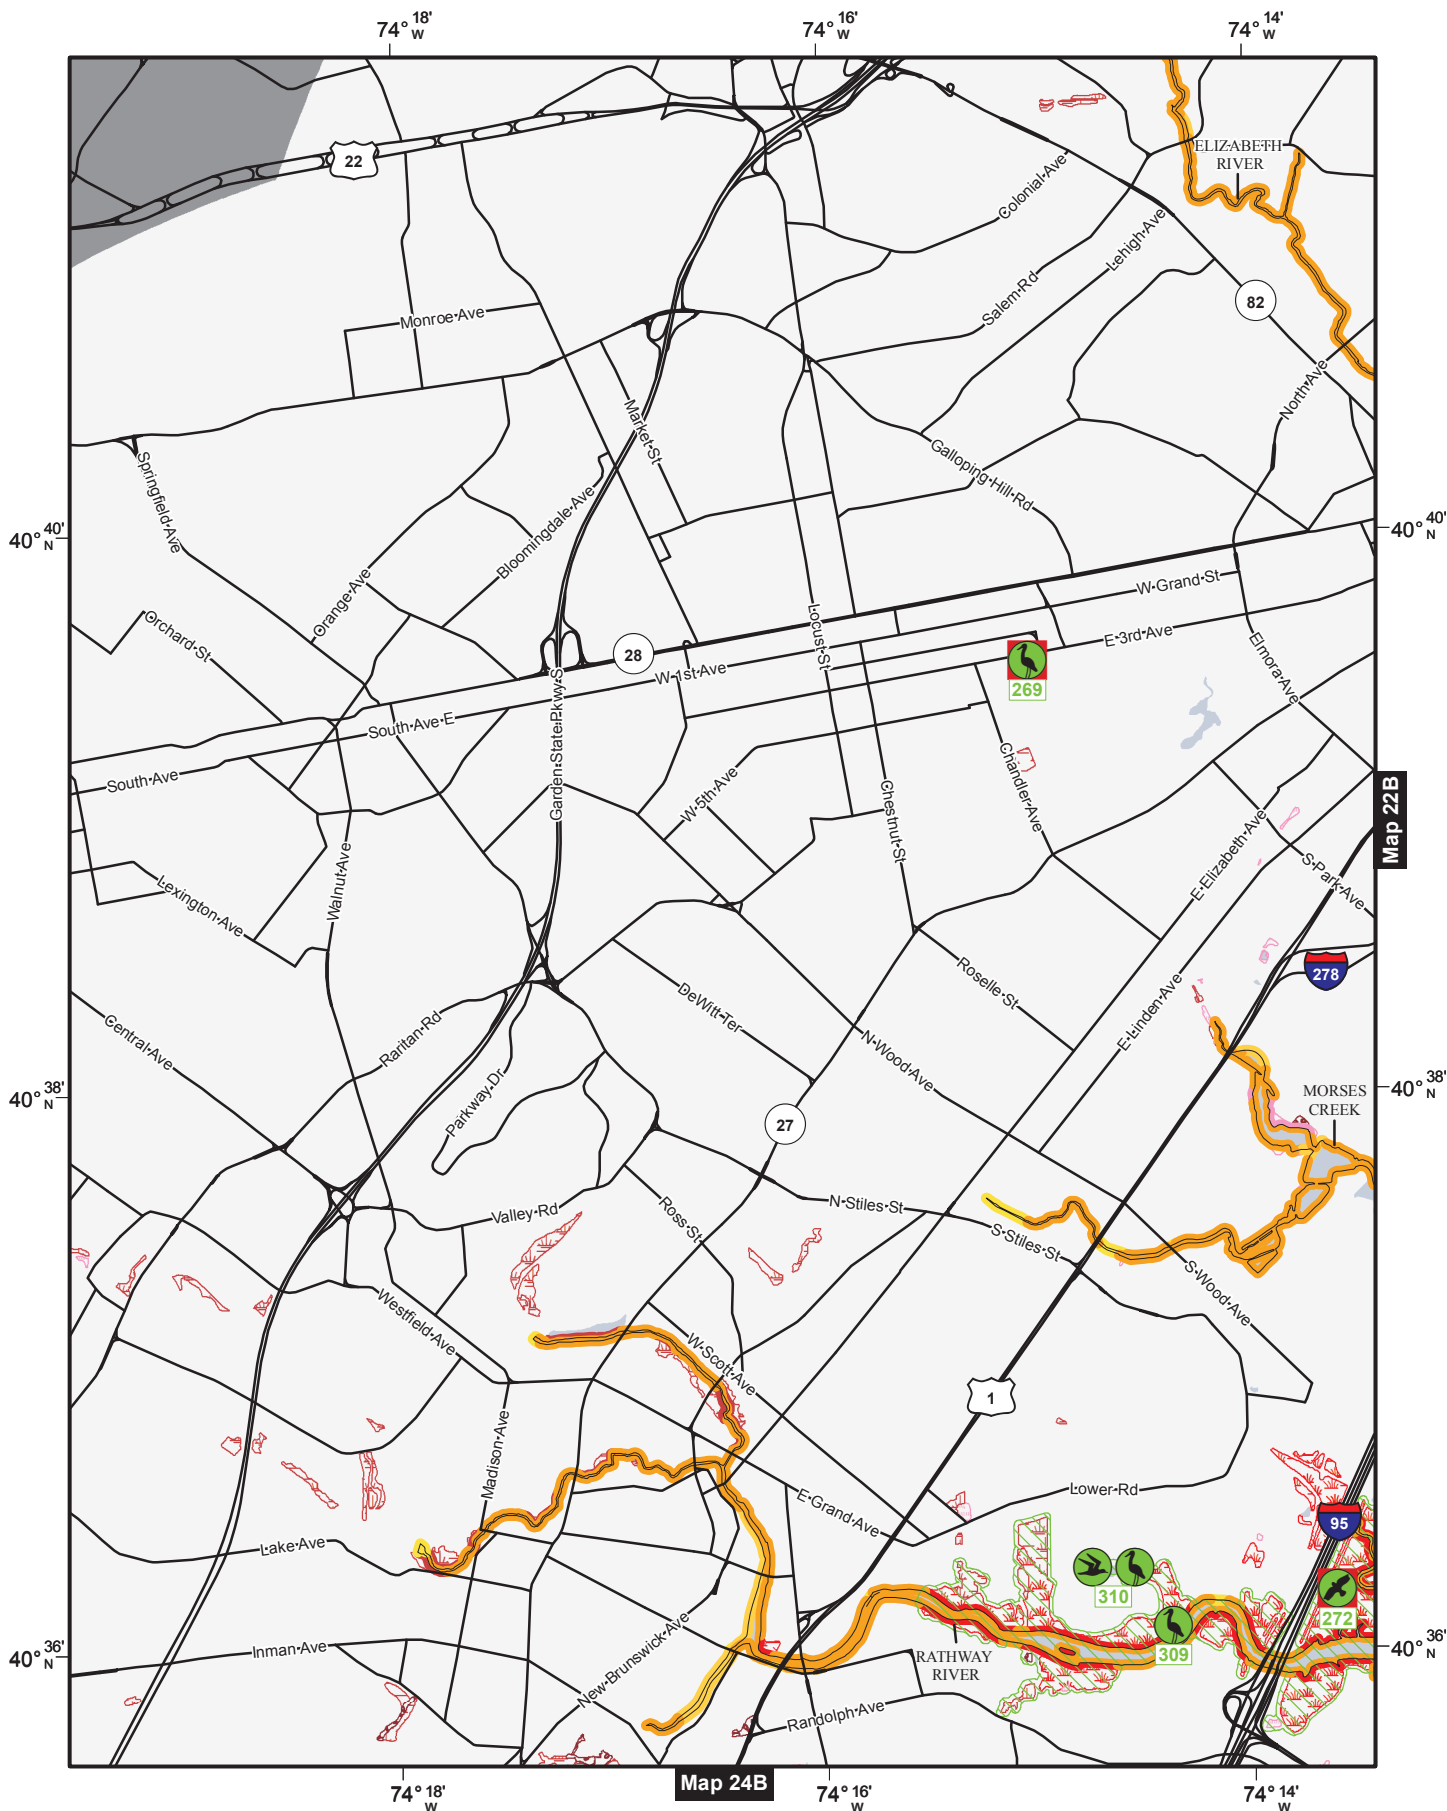 74° 18' W
74° 16' W
74° 14' W
ELIZABETH
RIVER
22
Colonial Ave
Lehigh Ave
Salem Rd
82
Monroe Ave
North Ave
Market St
Galloping Hill Rd
Springfield Ave
Bloomingdale Ave
40° 40' N
40° 40' N
Orange Ave
W Grand St
Orchard St
Locust St
E 3rd Ave
28
Elmora Ave
269
W 1st Ave
Garden State Pkwy S
South Ave E
South Ave
Chandler Ave
W 5th Ave
Chestnut St
Map 22B
E Elizabeth Ave
S Park Ave
Walnut Ave
Lexington Ave
278
Roselle St
DeWitt Ter
E Linden Ave
Central Ave
Raritan Rd
N Wood Ave
Parkway Dr
40° 38' N
40° 38' N
MORSES
CREEK
27
Valley Rd
Ross St
N Stiles St
S Stiles St
S Wood Ave
Westfield Ave
W Scott Ave
1
Madison Ave
Lower Rd
E Grand Ave
95
Lake Ave
310
272
309
Inman Ave
New Brunswick Ave
40° 36' N
40° 36' N
RATHWAY
RIVER
Randolph Ave
Map 24B
74° 18' W
74° 16' W
74° 14' W